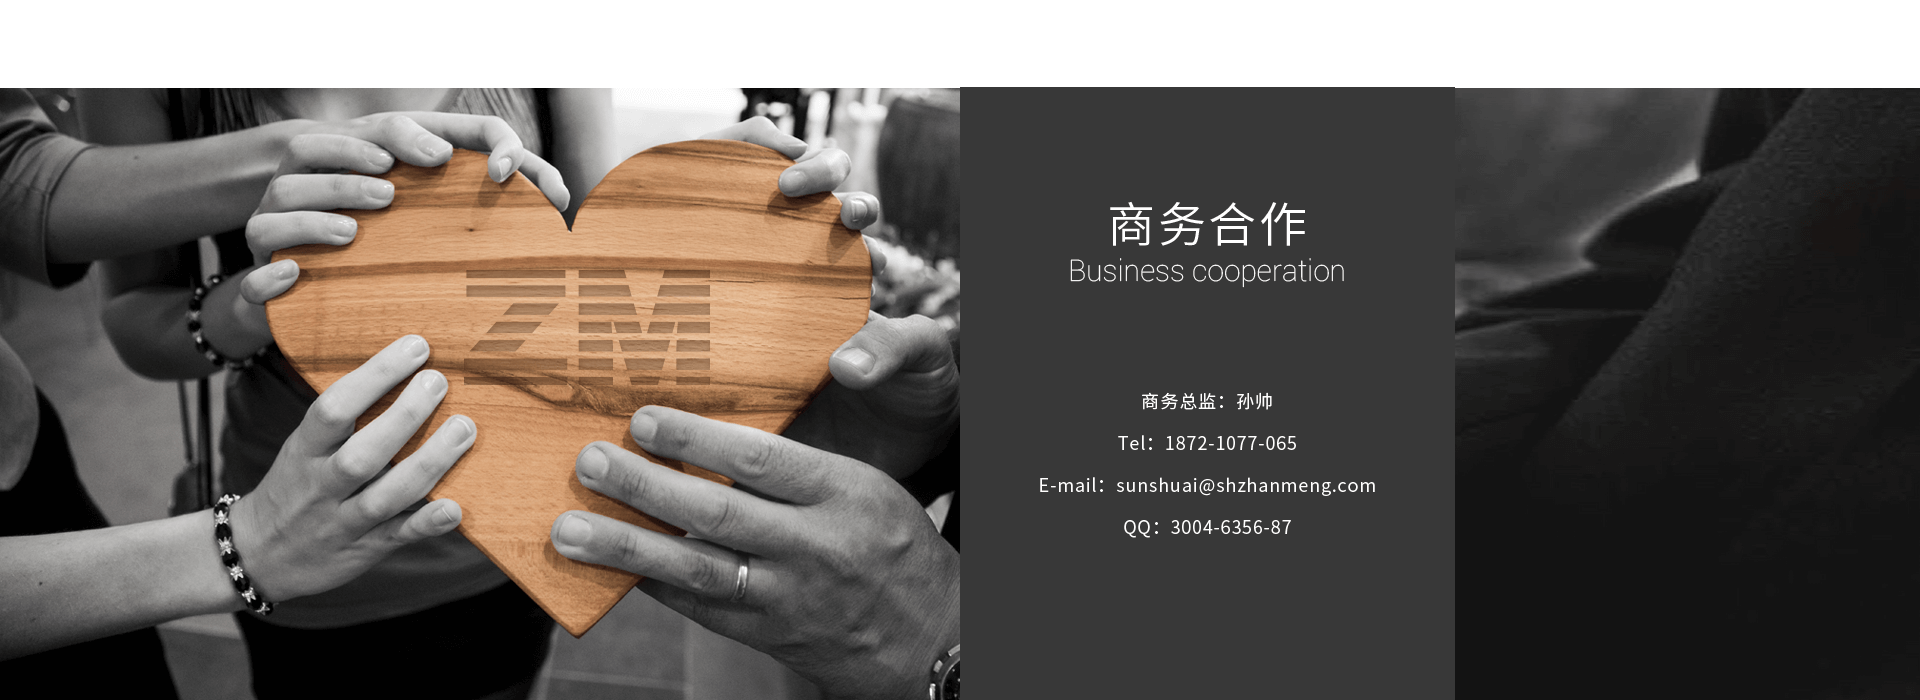 ZM
商务合作
Business cooperation
商务总监：孙帅
Tel：1872-1077-065
E-mail：sunshuai@shzhanmeng.com
QQ：3004-6356-87